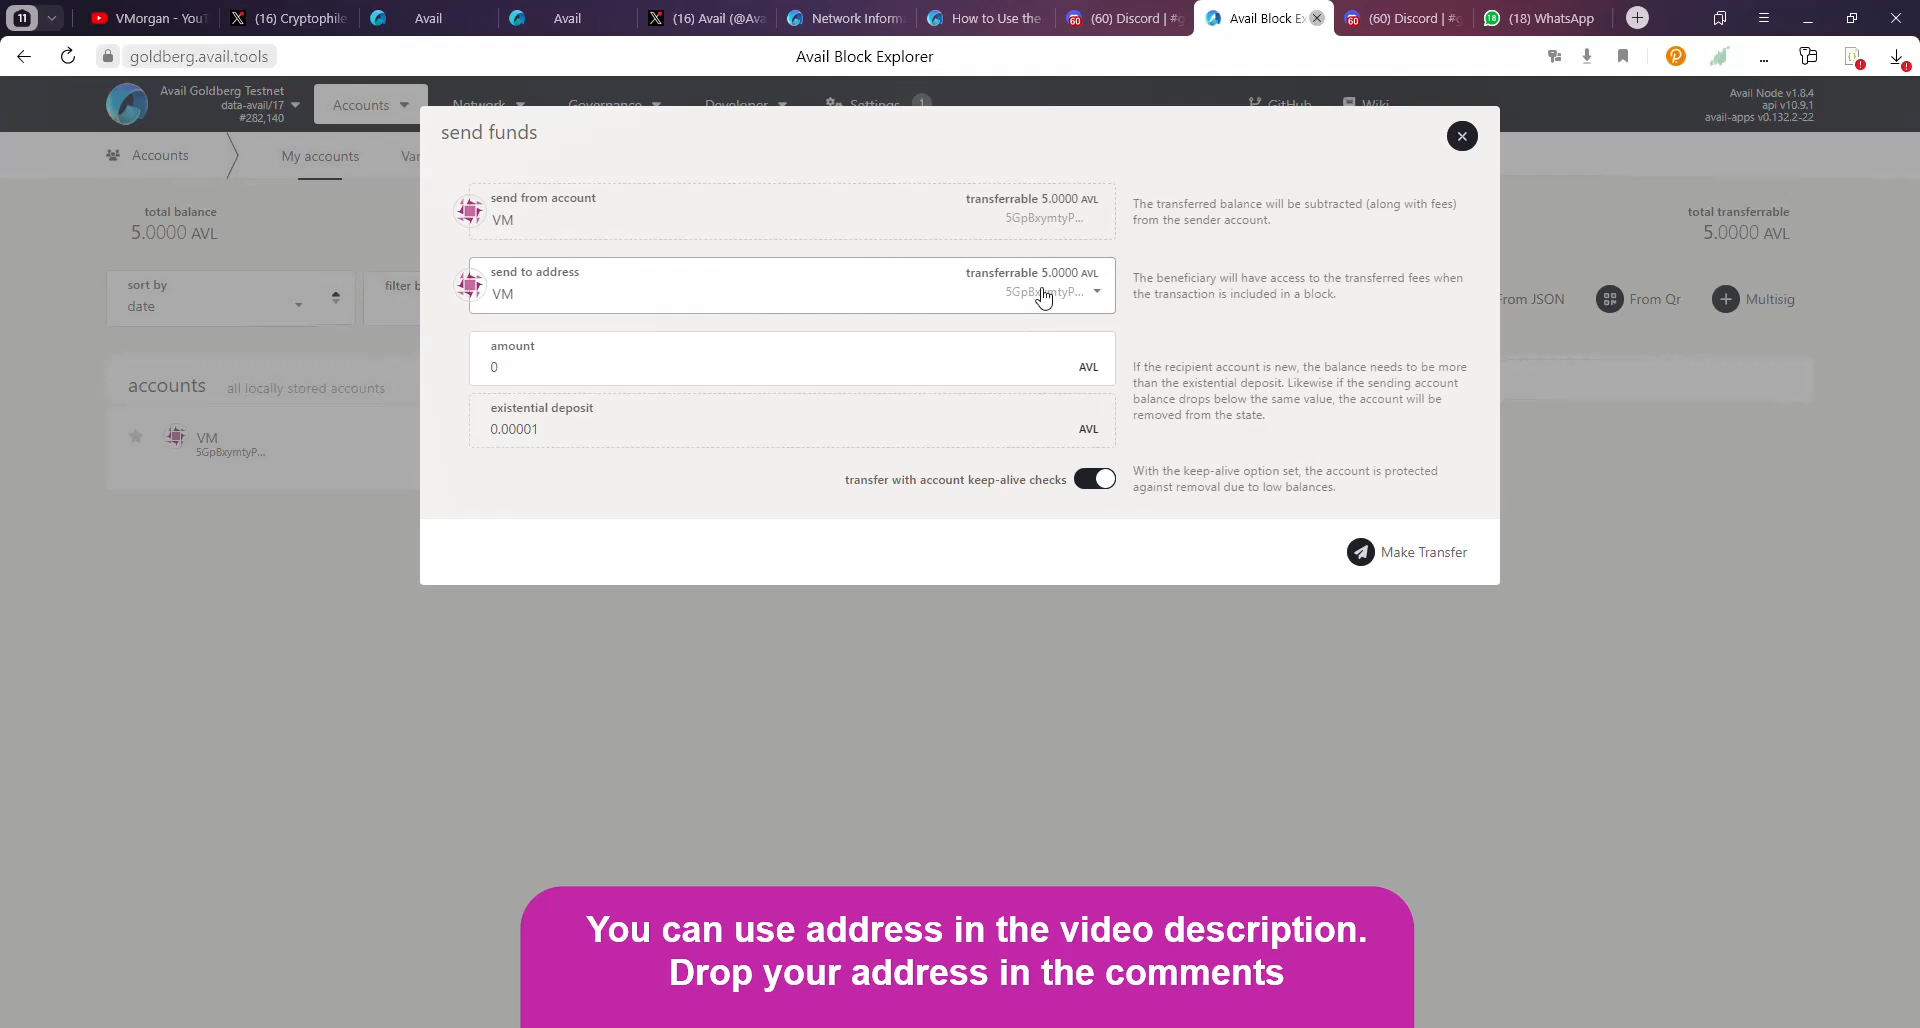 11
VMorgan - YouT
(16) Cryptophile
Avail
Avail
(16) Avail (@Ava
Network Inform
How to Use the
(60) Discord | #g
Avail Block E
(60) Discord | #g
(18) WhatsApp
goldberg.avail.tools
Avail Block Explorer
Avail Goldberg Testnet
data-avail/17
#282,140
Accounts
Network
Governance
Developer
Settings
1
GitHub
Wiki
Avail Node v1.8.4
api v10.9.1
avail-apps v0.132.2-22
Accounts
My accounts
send funds
total balance
5.0000 AVL
total transferrable
5.0000 AVL
send from account
VM
transferrable 5.0000 AVL
5GpBxymtyP...
The transferred balance will be subtracted (along with fees)
from the sender account.
send to address
VM
transferrable 5.0000 AVL
5GpBxymtyP...
The beneficiary will have access to the transferred fees when
the transaction is included in a block.
sort by
date
filter b
From JSON
From Qr
Multisig
amount
0
AVL
If the recipient account is new, the balance needs to be more
than the existential deposit. Likewise if the sending account
balance drops below the same value, the account will be
removed from the state.
existential deposit
0.00001
AVL
accounts all locally stored accounts
VM
5GpBxymtyP...
transfer with account keep-alive checks
With the keep-alive option set, the account is protected
against removal due to low balances.
Make Transfer
You can use address in the video description.
Drop your address in the comments